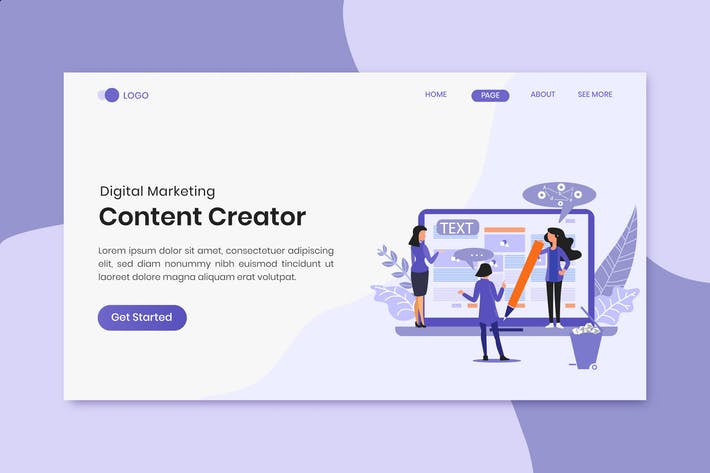 LOGO
HOME
PAGE
ABOUT
SEE MORE
Digital Marketing
Content Creator
Lorem ipsum dolor sit amet, consectetuer adipiscing
elit, sed diam nonummy nibh euismod tincidunt ut
laoreet dolore magna aliquam erat volutpat.
Get Started
TEXT